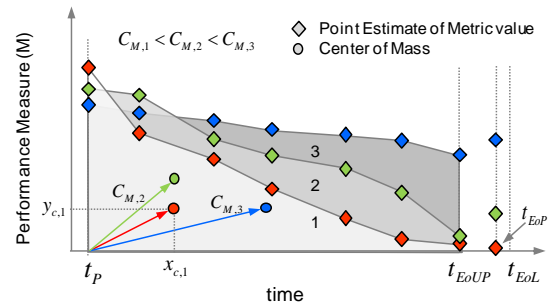 C_{M,1} < C_{M,2} < C_{M,3}
Point Estimate of Metric value
Center of Mass
Performance Measure (M)
3
2
1
C_{M,2}
C_{M,3}
y_{c,1}
t_P
x_{c,1}
t_{EoUP}
t_{EoP}
t_{EoL}
time